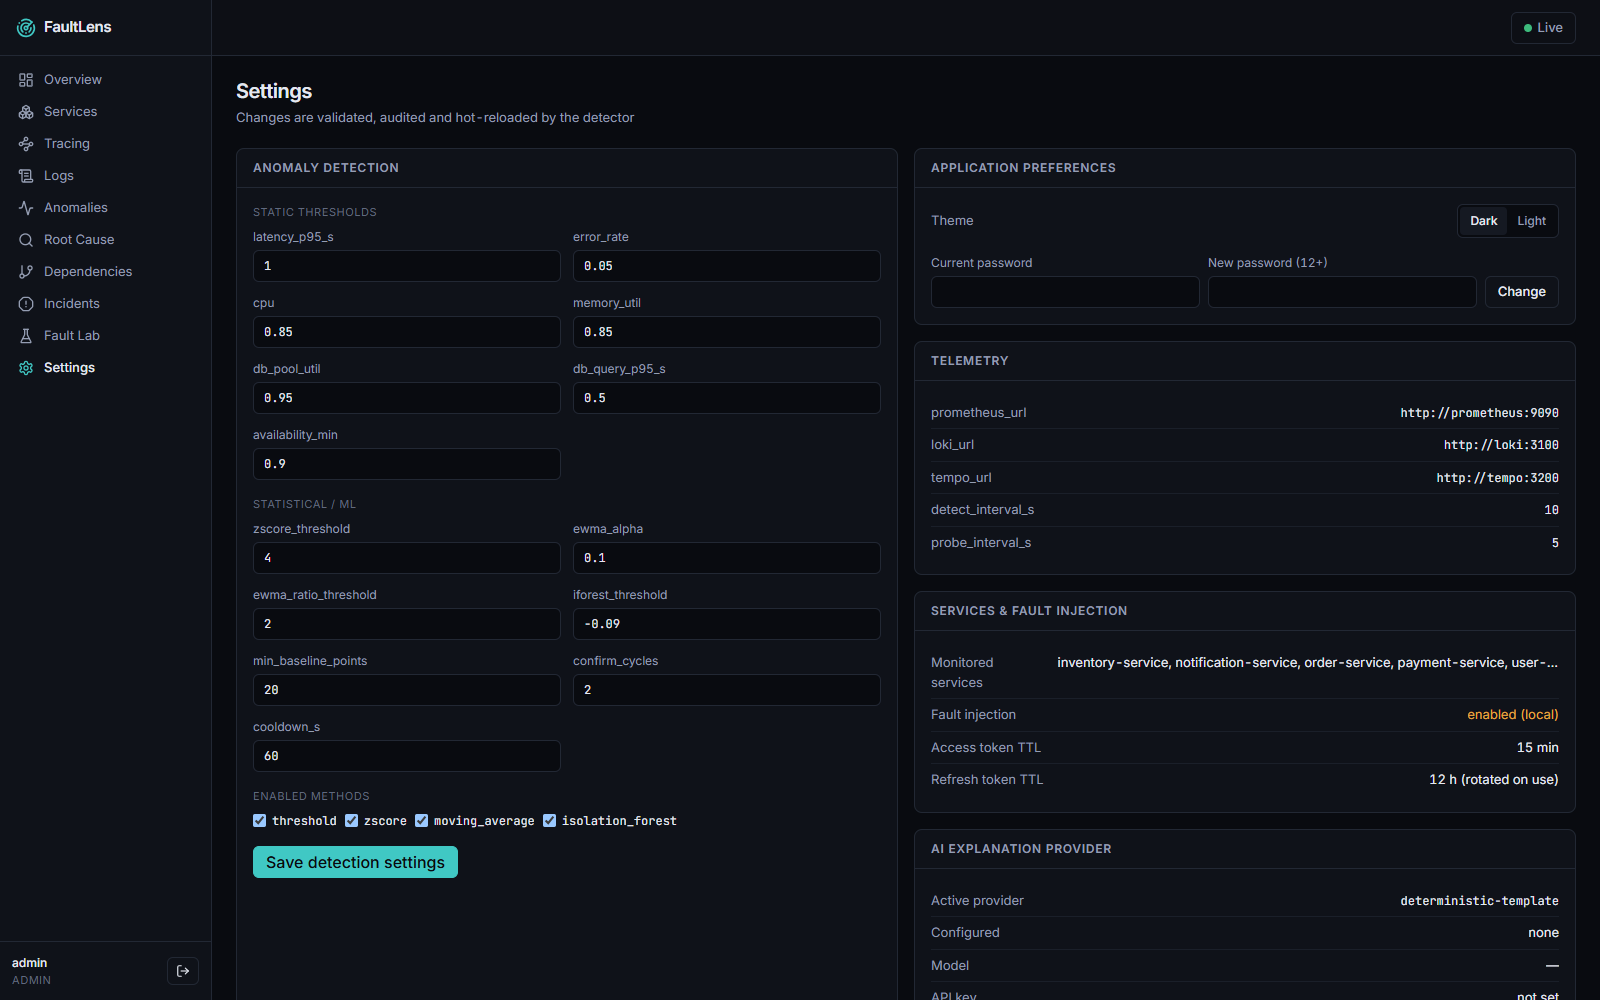 FaultLens
Live
Overview
Services
Tracing
Logs
Anomalies
Root Cause
Dependencies
Incidents
Fault Lab
Settings
admin
ADMIN
Settings
Changes are validated, audited and hot-reloaded by the detector
ANOMALY DETECTION
STATIC THRESHOLDS
latency_p95_s error_rate
1 0.05
cpu memory_util
0.85 0.85
db_pool_util db_query_p95_s
0.95 0.5
availability_min
0.9
STATISTICAL / ML
zscore_threshold ewma_alpha
4 0.1
ewma_ratio_threshold iforest_threshold
2 -0.09
min_baseline_points confirm_cycles
20 2
cooldown_s
60
ENABLED METHODS
threshold zscore moving_average isolation_forest
Save detection settings
APPLICATION PREFERENCES
Theme Dark Light
Current password New password (12+)
Change
TELEMETRY
prometheus_url http://prometheus:9090
loki_url http://loki:3100
tempo_url http://tempo:3200
detect_interval_s 10
probe_interval_s 5
SERVICES & FAULT INJECTION
Monitored services inventory-service, notification-service, order-service, payment-service, user-...
Fault injection enabled (local)
Access token TTL 15 min
Refresh token TTL 12 h (rotated on use)
AI EXPLANATION PROVIDER
Active provider deterministic-template
Configured none
Model —
API key not set